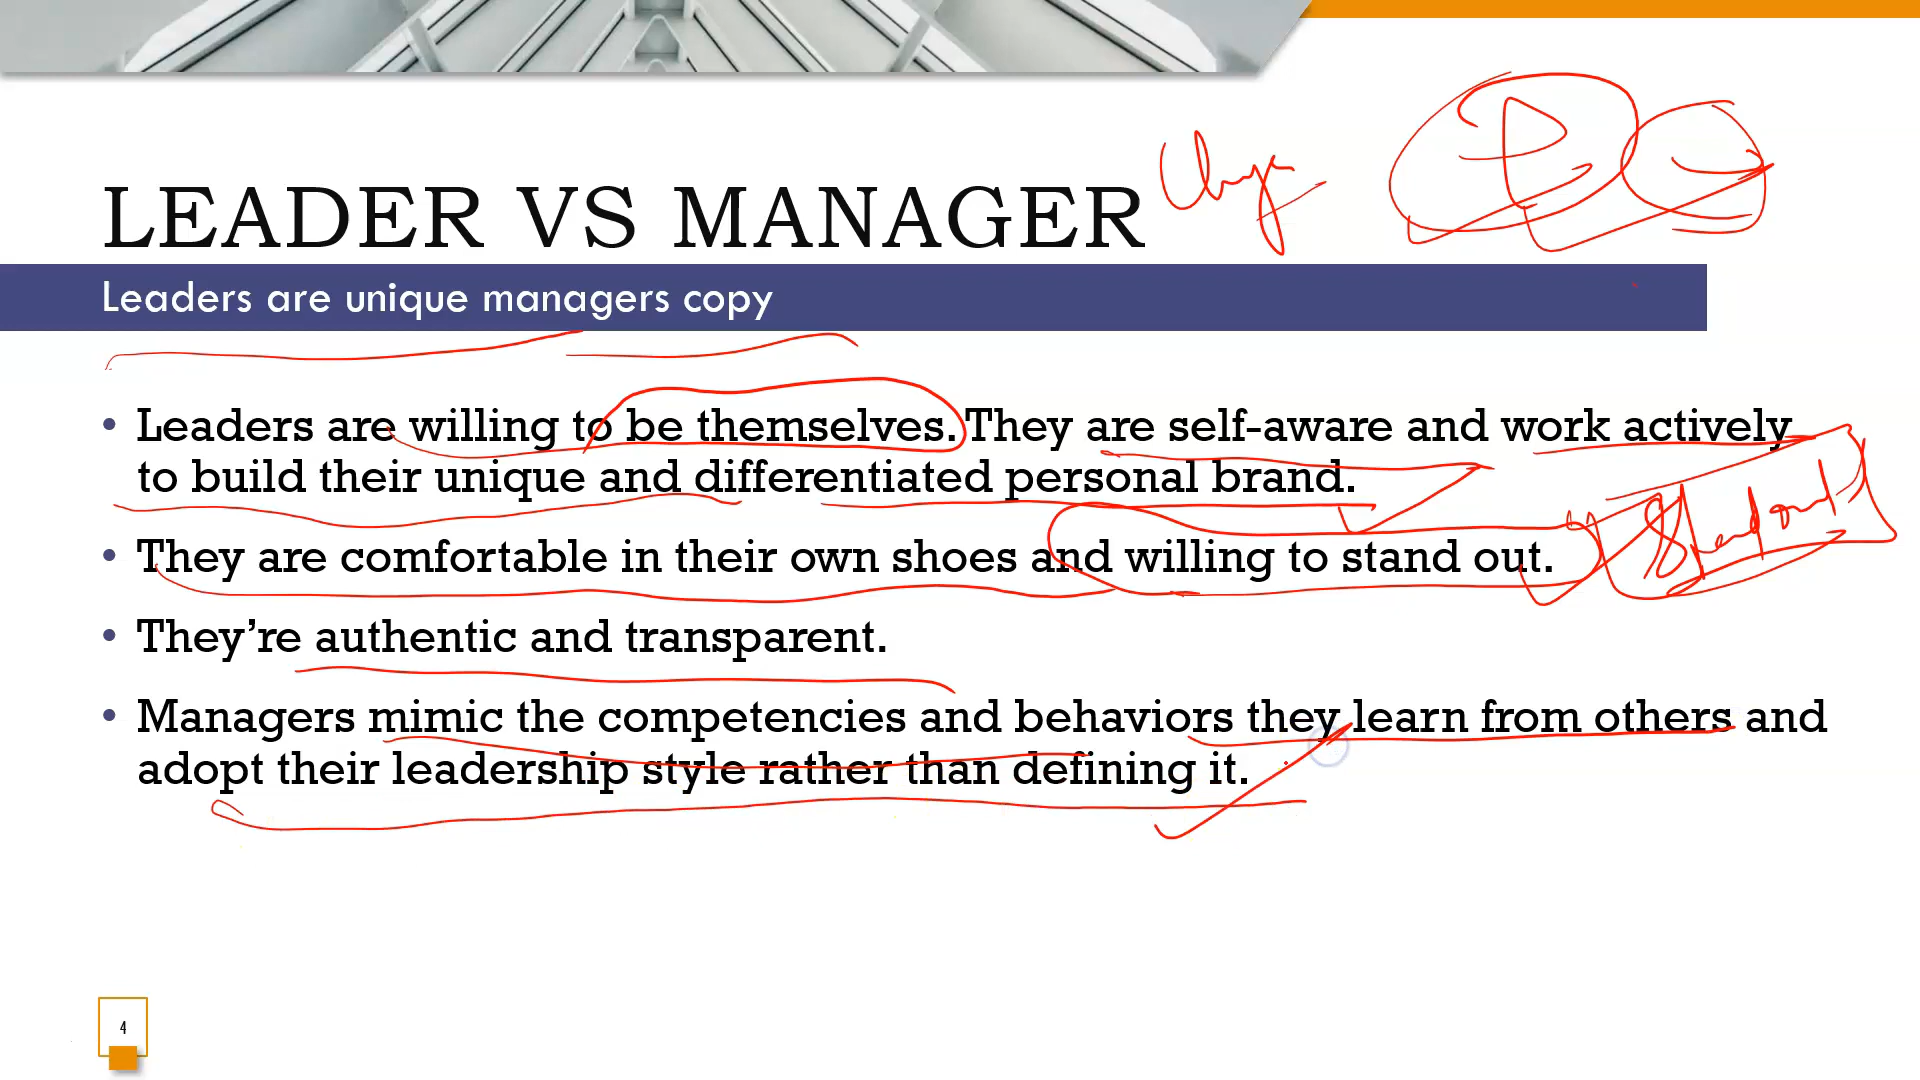 LEADER VS MANAGER
Leaders are unique managers copy
• Leaders are willing to be themselves. They are self-aware and work actively
to build their unique and differentiated personal brand.
• They are comfortable in their own shoes and willing to stand out.
Stand out
• They’re authentic and transparent.
• Managers mimic the competencies and behaviors they learn from others and
adopt their leadership style rather than defining it.
4